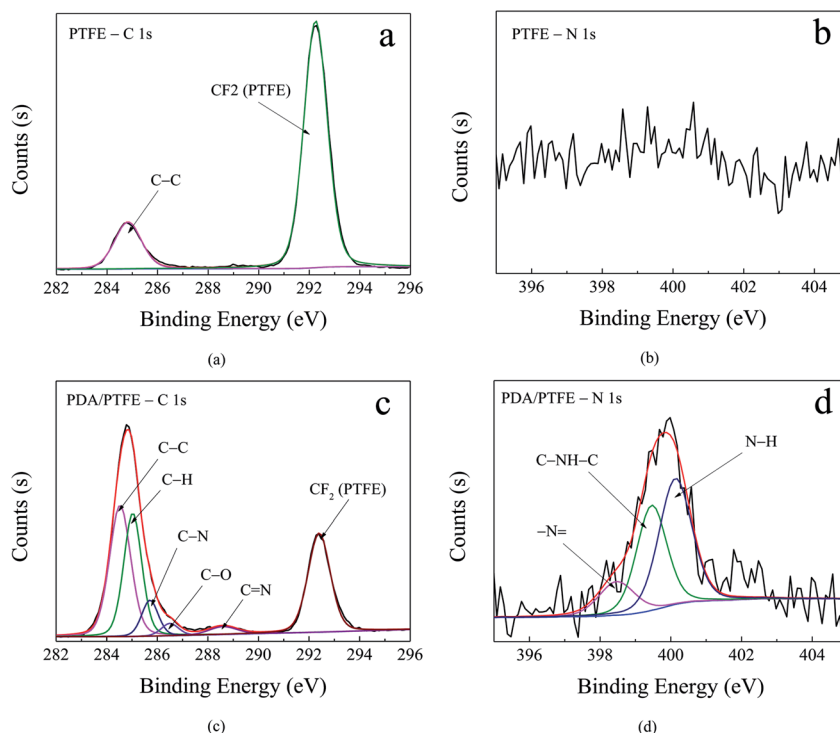 PTFE – C 1s
a
CF2 (PTFE)
C–C
Counts (s)
282 284 286 288 290 292 294 296
Binding Energy (eV)
(a)
PTFE – N 1s
b
Counts (s)
396 398 400 402 404
Binding Energy (eV)
(b)
PDA/PTFE – C 1s
c
C–C
C–H
C–N
C–O
C=N
CF2 (PTFE)
Counts (s)
282 284 286 288 290 292 294 296
Binding Energy (eV)
(c)
PDA/PTFE – N 1s
d
N–H
C–NH–C
–N=
Counts (s)
396 398 400 402 404
Binding Energy (eV)
(d)